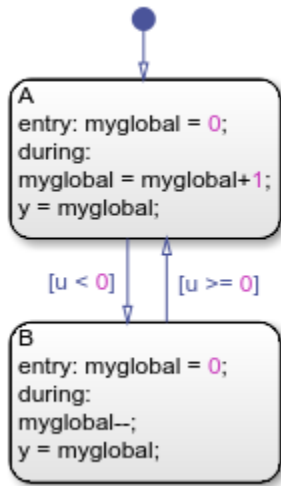 A
entry: myglobal = 0;
during:
myglobal = myglobal+1;
y = myglobal;
[u < 0]
[u >= 0]
B
entry: myglobal = 0;
during:
myglobal--;
y = myglobal;